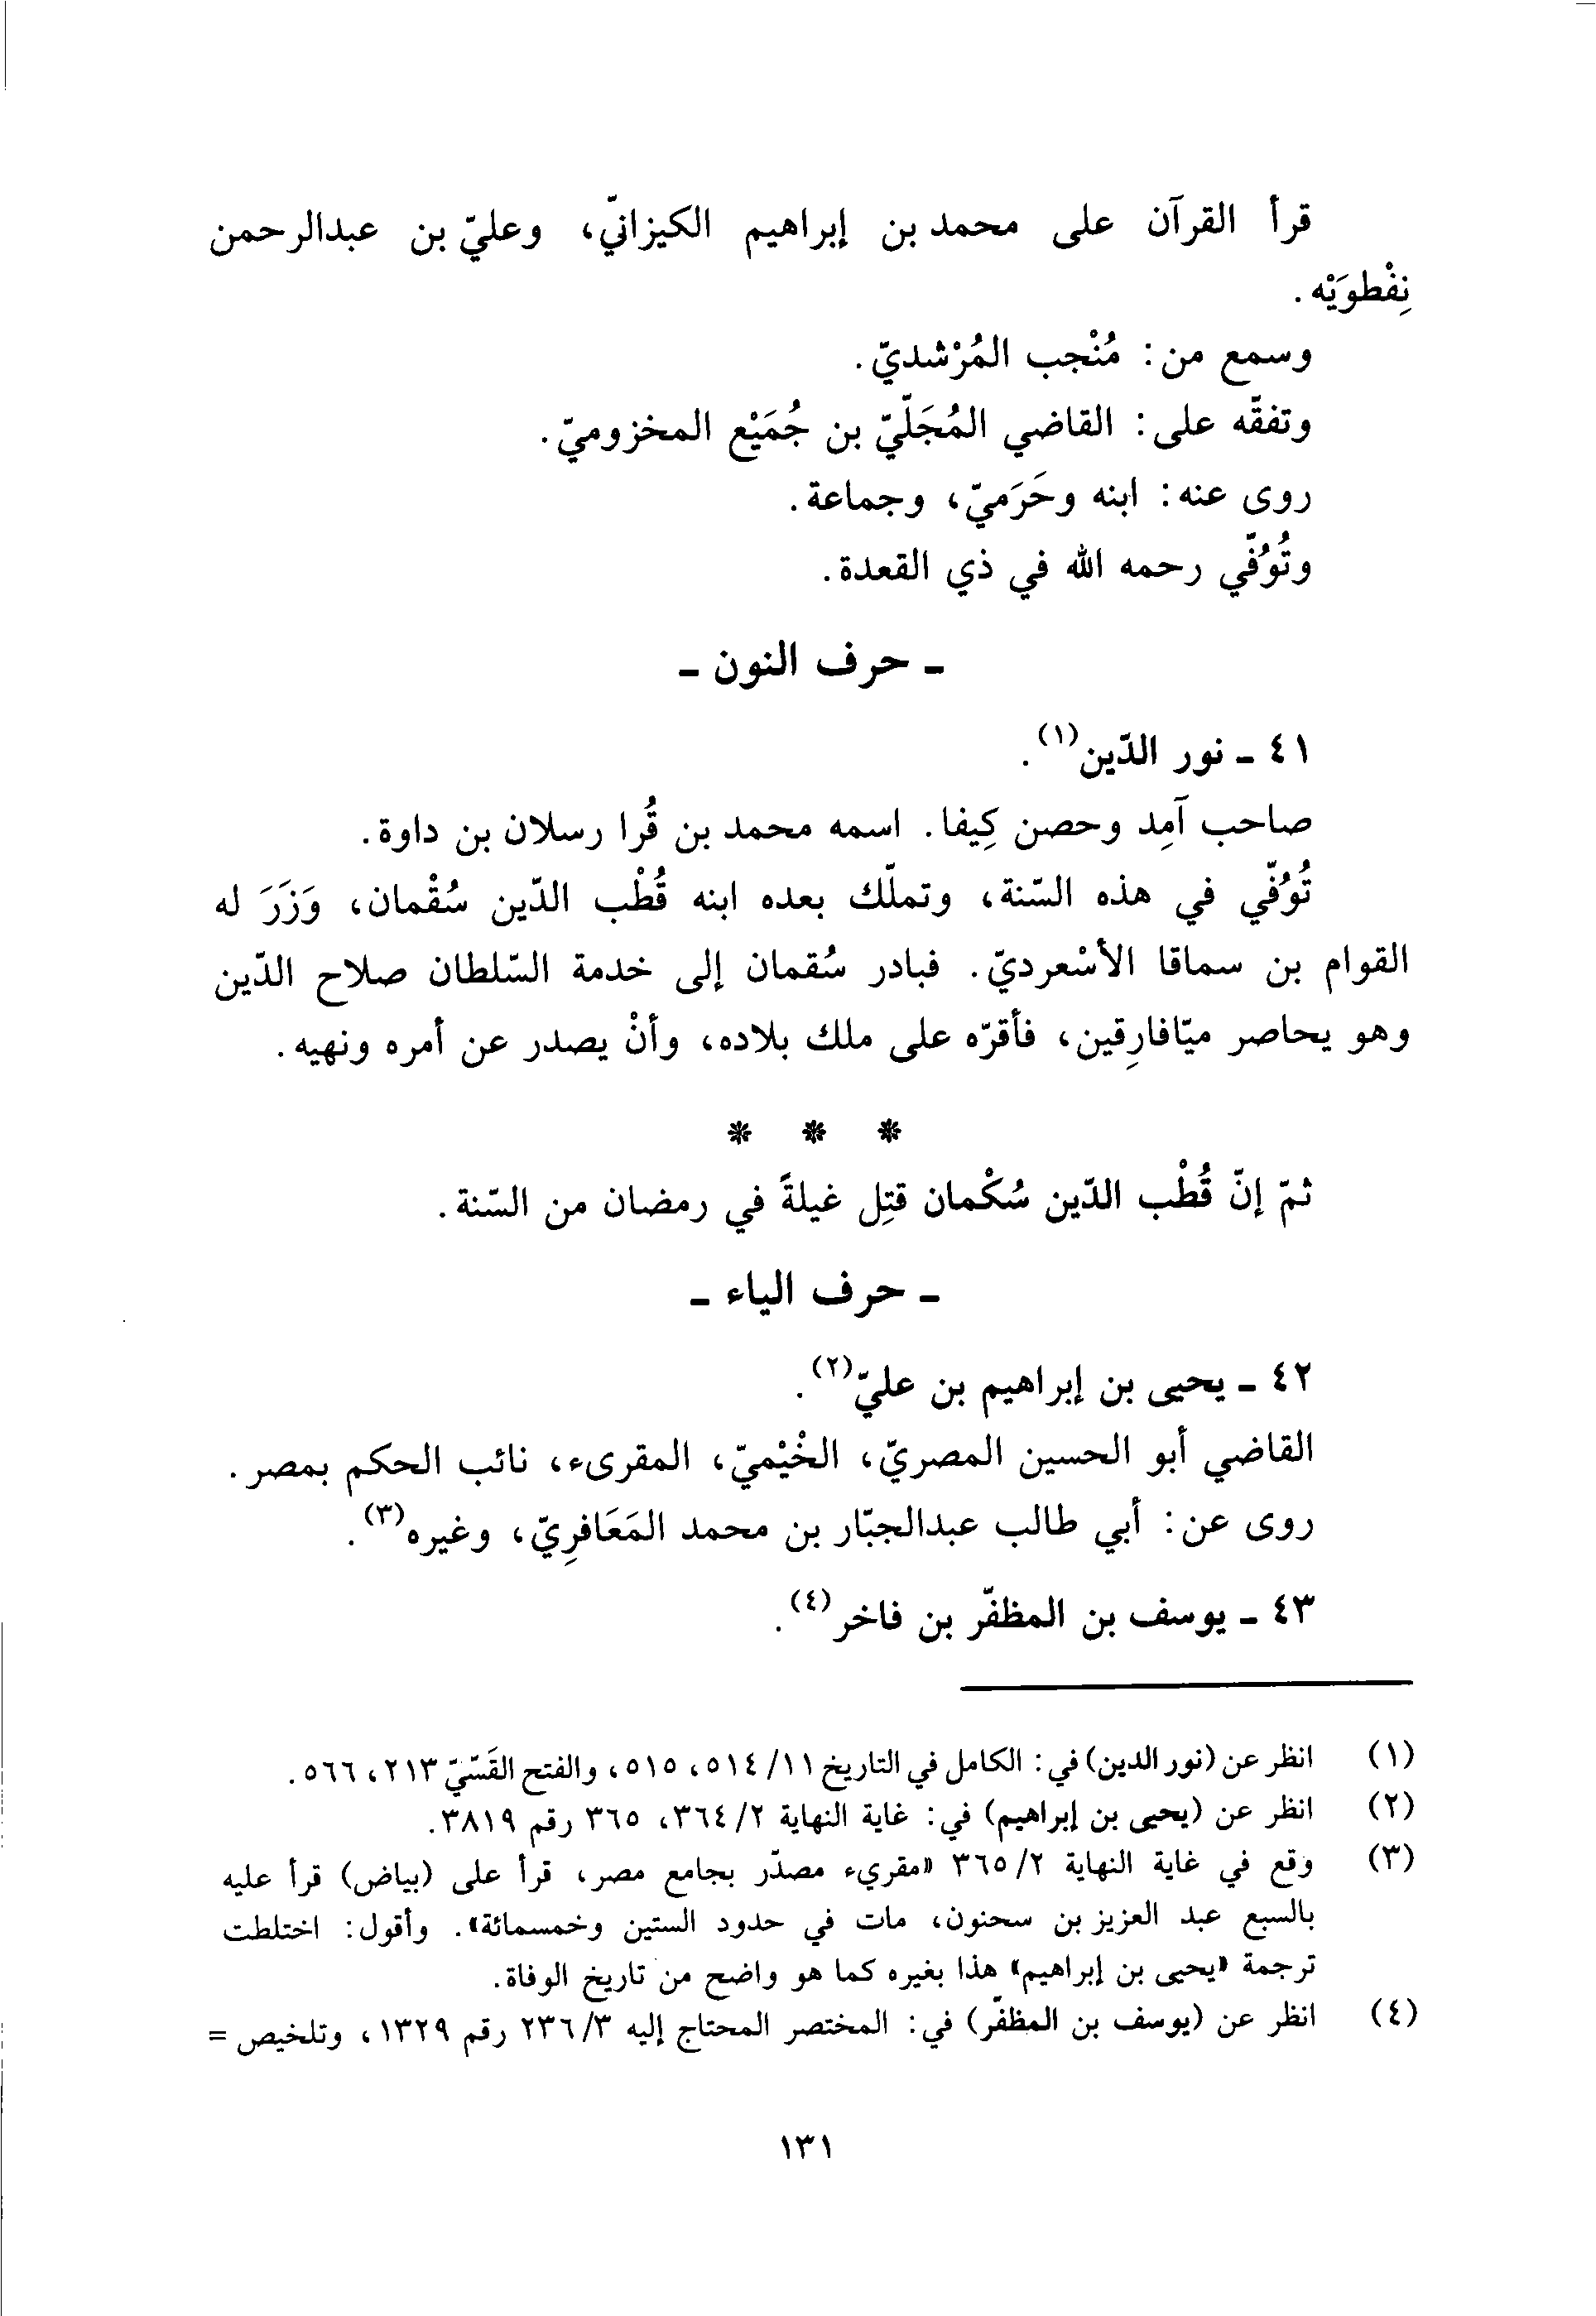 قرأ القرآن على محمد بن إبراهيم الكيزانيّ، وعليّ بن عبدالرحمن
نِفْطوَيْه.
وسمع من: مُنْجب المُرْشديّ.
وتفقّه على: القاضي المُجَلّيّ بن جُمَيْع المخزوميّ.
روى عنه: ابنه وحَرَميّ، وجماعة.
وتُوُفّي رحمه الله في ذي القعدة.
- حرف النون -
٤١ - نور الدّين(١).
صاحب آمِد وحصن كِيفا. اسمه محمد بن قُرا رسلان بن داوة.
تُوُفّي في هذه السّنة، وتملّك بعده ابنه قُطْب الدّين سُقْمان، وَزَرَ له
القوام بن سماقا الأسْعرديّ. فبادر سُقمان إلى خدمة السّلطان صلاح الدّين
وهو يحاصر ميّافارِقين، فأقرّه على ملك بلاده، وأنْ يصدر عن أمره ونهيه.
* * *
ثمّ إنّ قُطْب الدّين سُكْمان قتِل غيلةً في رمضان من السّنة.
- حرف الياء -
٤٢ - يحيى بن إبراهيم بن عليّ(٢).
القاضي أبو الحسين المصريّ، الخْيْميّ، المقرىء، نائب الحكم بمصر.
روى عن: أبي طالب عبدالجبّار بن محمد المَعَافرِيّ، وغيره(٣).
٤٣ - يوسف بن المظفّر بن فاخر(٤).
(١) انظر عن (نور الدين) في: الكامل في التاريخ ١١/ ٥١٤، ٥١٥، والفتح القَسّيّ ٢١٣، ٥٦٦.
(٢) انظر عن (يحيى بن إبراهيم) في: غاية النهاية ٢/ ٣٦٤، ٣٦٥ رقم ٣٨١٩.
(٣) وقع في غاية النهاية ٢/ ٣٦٥ «مقريء مصدّر بجامع مصر، قرأ على (بياض) قرأ عليه
بالسبع عبد العزيز بن سحنون، مات في حدود الستين وخمسمائة». وأقول: اختلطت
ترجمة «يحيى بن إبراهيم» هذا بغيره كما هو واضح من تاريخ الوفاة.
(٤) انظر عن (يوسف بن المظفّر) في: المختصر المحتاج إليه ٣/ ٢٣٦ رقم ١٣٢٩، وتلخيص =
١٣١